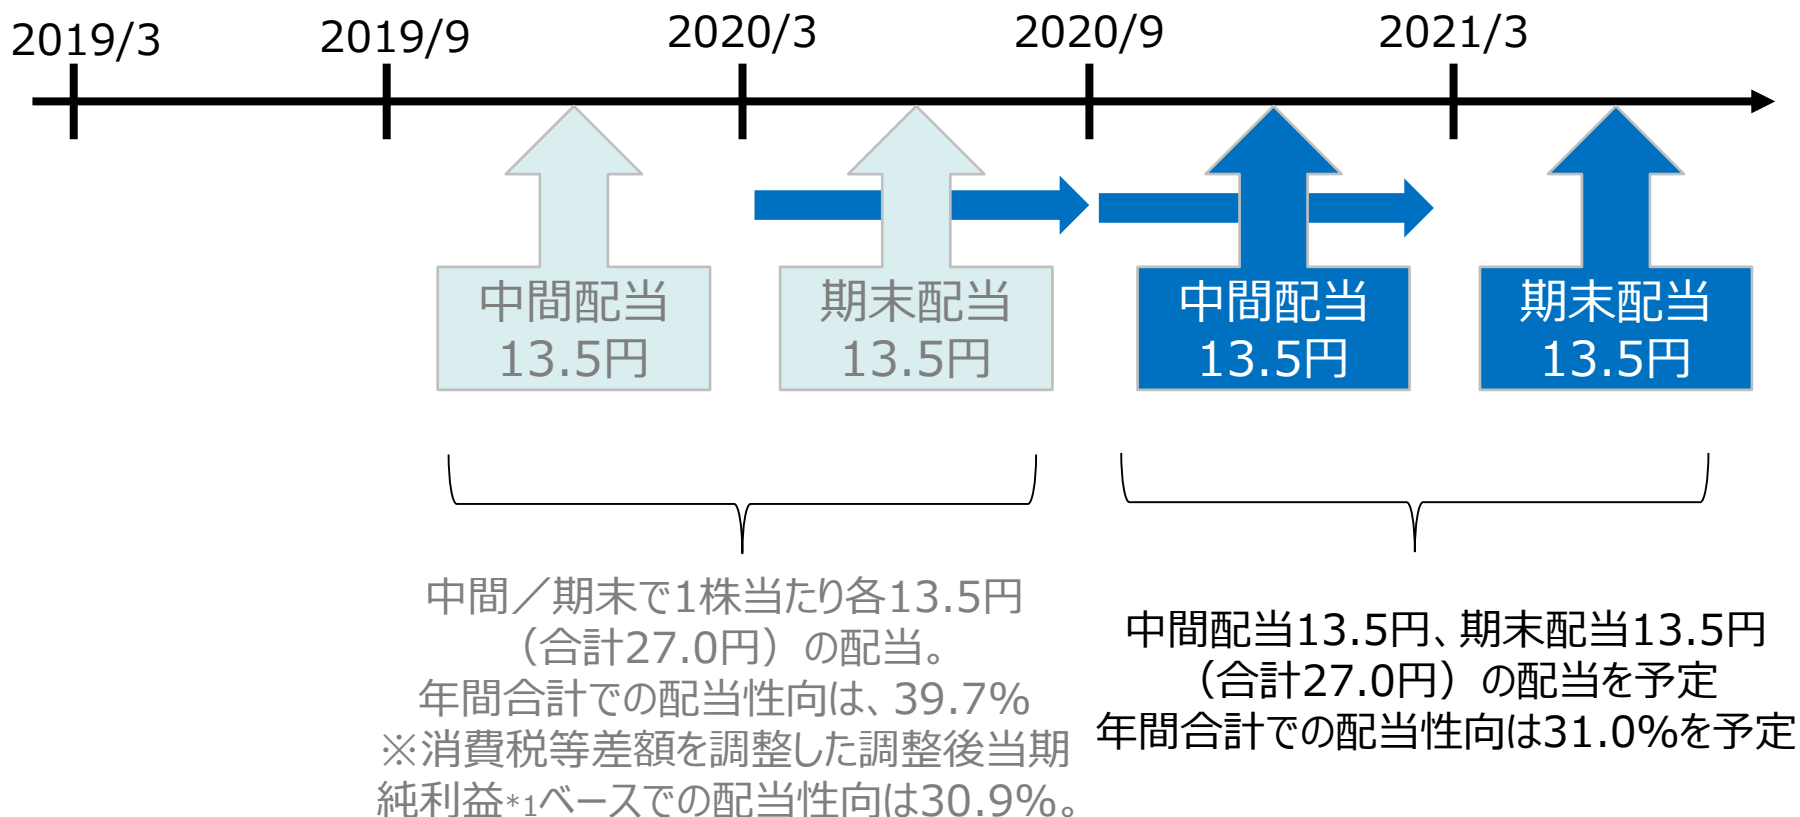 2019/3
2019/9
2020/3
2020/9
2021/3
中間配当
13.5円
期末配当
13.5円
中間配当
13.5円
期末配当
13.5円
中間／期末で1株当たり各13.5円
（合計27.0円）の配当。
年間合計での配当性向は、39.7%
※消費税等差額を調整した調整後当期
純利益*1ベースでの配当性向は30.9%。
中間配当13.5円、期末配当13.5円
（合計27.0円）の配当を予定
年間合計での配当性向は31.0%を予定